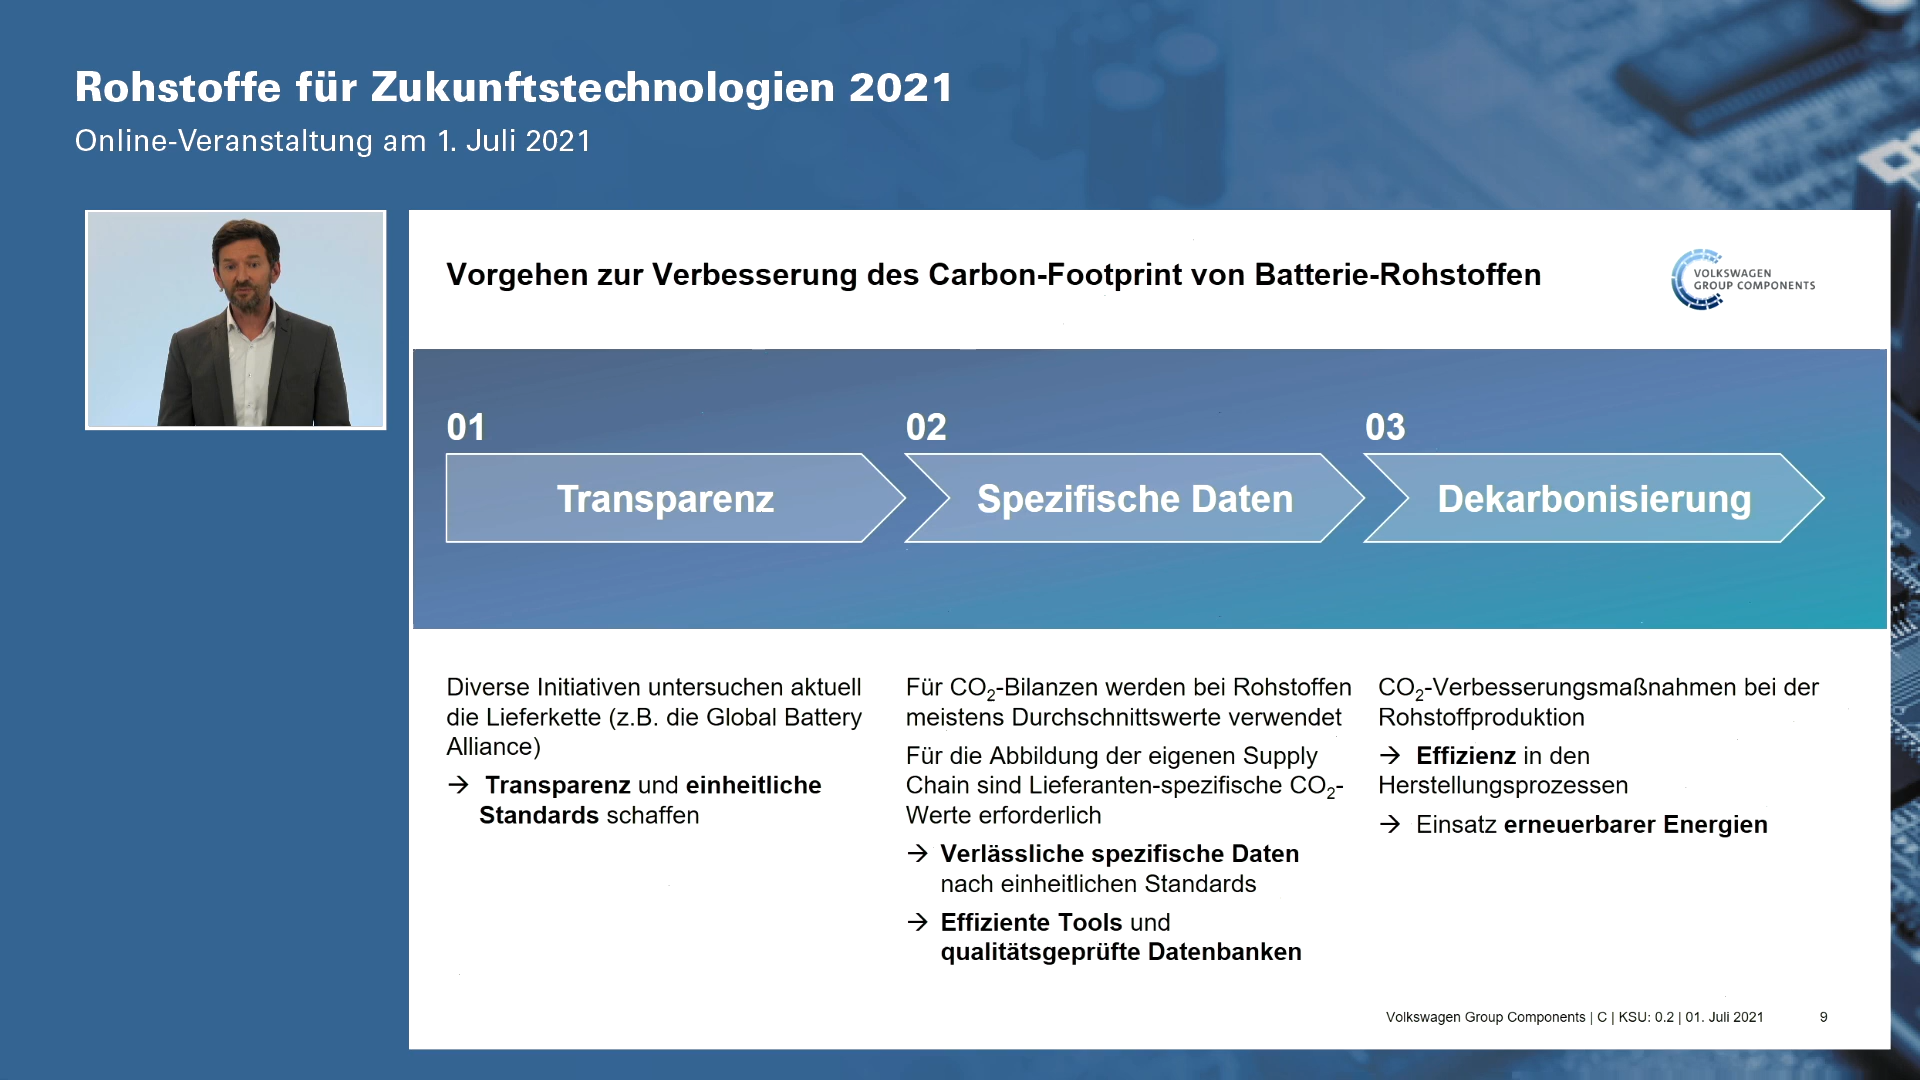 Rohstoffe für Zukunftstechnologien 2021
Online-Veranstaltung am 1. Juli 2021
Vorgehen zur Verbesserung des Carbon-Footprint von Batterie-Rohstoffen
VOLKSWAGEN
GROUP COMPONENTS
01
Transparenz
02
Spezifische Daten
03
Dekarbonisierung
Diverse Initiativen untersuchen aktuell
die Lieferkette (z.B. die Global Battery
Alliance)
→ Transparenz und einheitliche
Standards schaffen
Für CO₂-Bilanzen werden bei Rohstoffen
meistens Durchschnittswerte verwendet
Für die Abbildung der eigenen Supply
Chain sind Lieferanten-spezifische CO₂-
Werte erforderlich
→ Verlässliche spezifische Daten
nach einheitlichen Standards
→ Effiziente Tools und
qualitätsgeprüfte Datenbanken
CO₂-Verbesserungsmaßnahmen bei der
Rohstoffproduktion
→ Effizienz in den
Herstellungsprozessen
→ Einsatz erneuerbarer Energien
Volkswagen Group Components | C | KSU: 0.2 | 01. Juli 2021 9